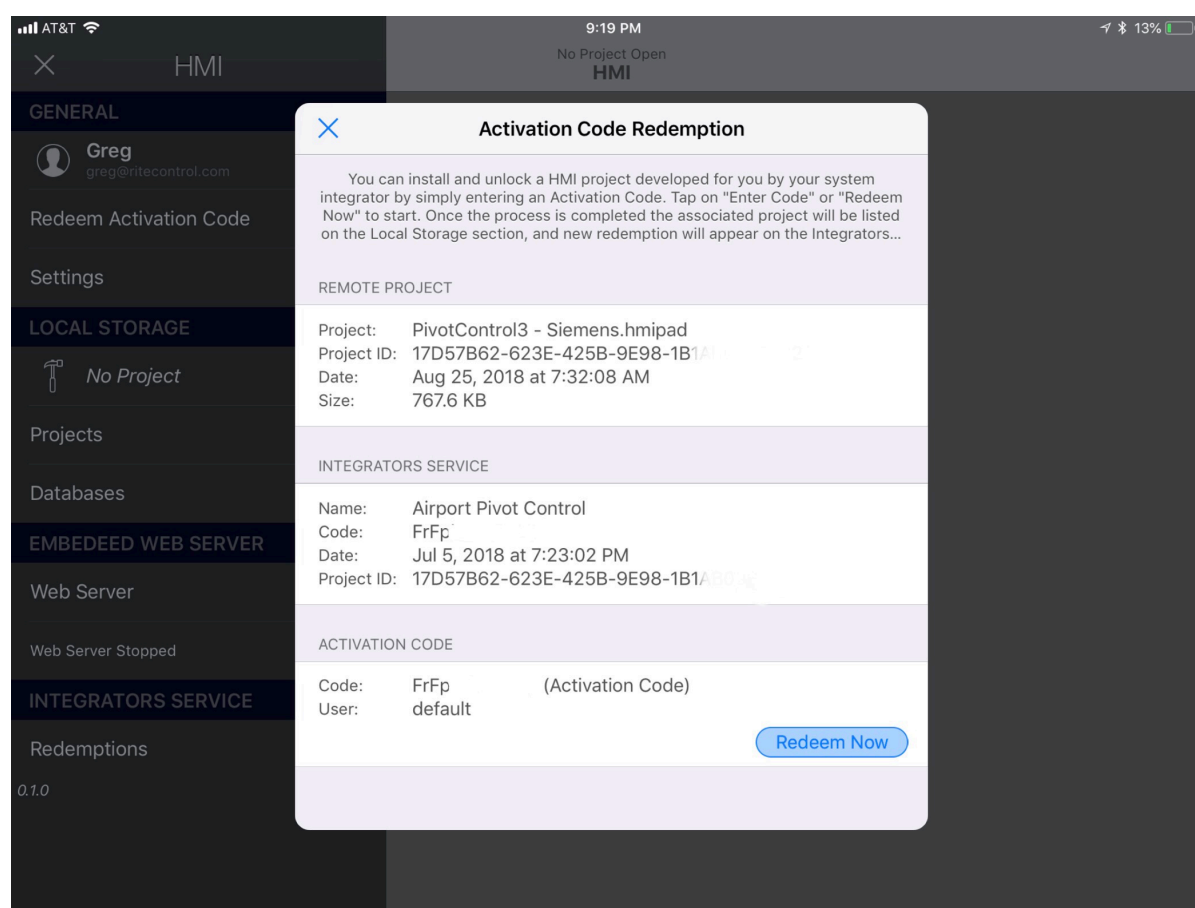 AT&T
9:19 PM
13%
HMI
No Project Open
HMI
GENERAL
Greg
greg@ritecontrol.com
Redeem Activation Code
Settings
LOCAL STORAGE
No Project
Projects
Databases
EMBEDEED WEB SERVER
Web Server
Web Server Stopped
INTEGRATORS SERVICE
Redemptions
0.1.0
Activation Code Redemption
You can install and unlock a HMI project developed for you by your system
integrator by simply entering an Activation Code. Tap on "Enter Code" or "Redeem
Now" to start. Once the process is completed the associated project will be listed
on the Local Storage section, and new redemption will appear on the Integrators...
REMOTE PROJECT
Project: PivotControl3 - Siemens.hmipad
Project ID: 17D57B62-623E-425B-9E98-1B1
Date: Aug 25, 2018 at 7:32:08 AM
Size: 767.6 KB
INTEGRATORS SERVICE
Name: Airport Pivot Control
Code: FrFp
Date: Jul 5, 2018 at 7:23:02 PM
Project ID: 17D57B62-623E-425B-9E98-1B1
ACTIVATION CODE
Code: FrFp (Activation Code)
User: default
Redeem Now